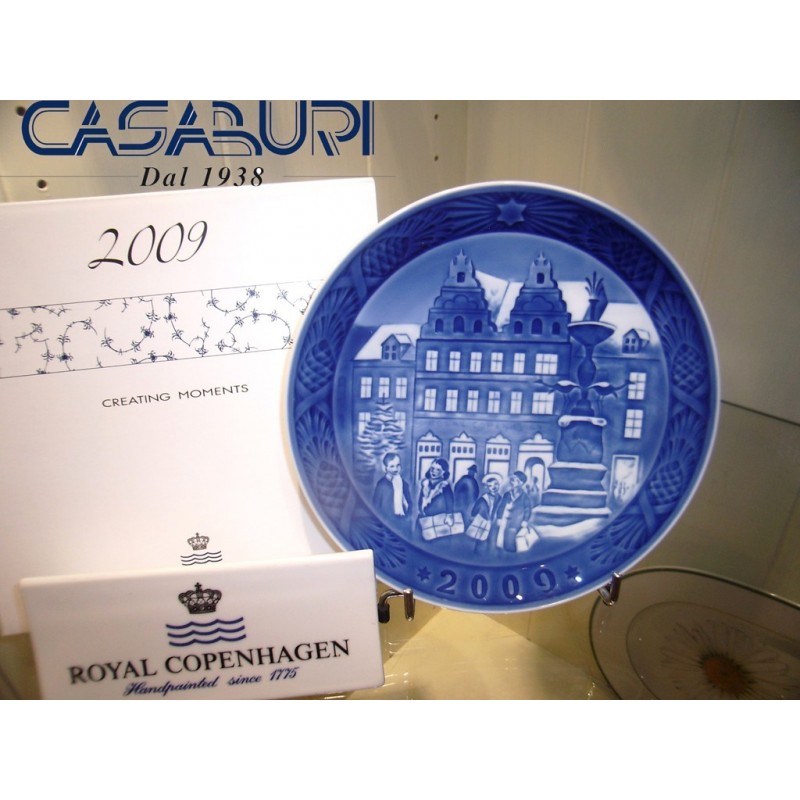 CASABURI
Dal 1938
2009
CREATING MOMENTS
ROYAL COPENHAGEN
Handpainted since 1775
2009